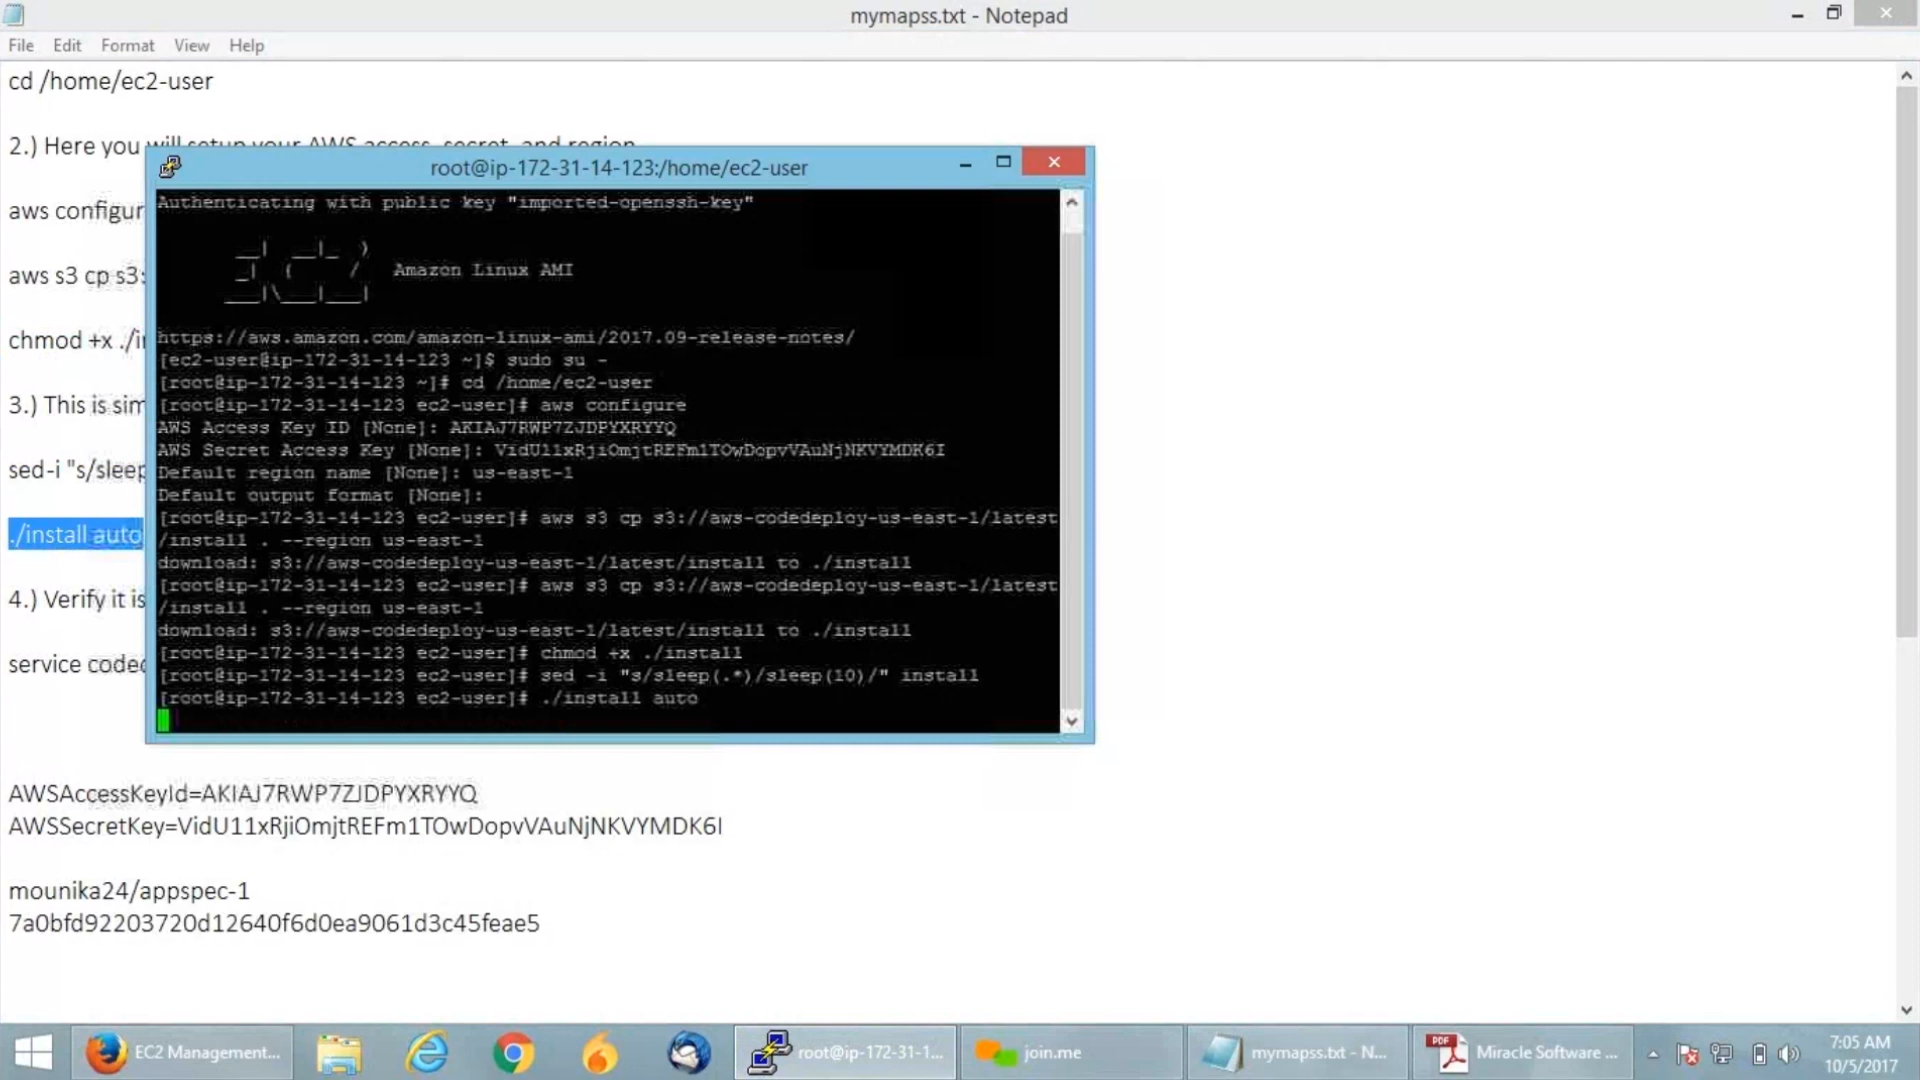 mymapss.txt - Notepad
File Edit Format View Help
cd /home/ec2-user
2.) Here you will setup your AWS access, secret, and region
aws configur
aws s3 cp s3:
chmod +x ./in
3.) This is sim
sed-i "s/sleep
./install auto
4.) Verify it is
service coded
root@ip-172-31-14-123:/home/ec2-user
Authenticating with public key "imported-openssh-key"
Amazon Linux AMI
https://aws.amazon.com/amazon-linux-ami/2017.09-release-notes/
[ec2-user@ip-172-31-14-123 ~]$ sudo su -
[root@ip-172-31-14-123 ~]# cd /home/ec2-user
[root@ip-172-31-14-123 ec2-user]# aws configure
AWS Access Key ID [None]: AKIAJ7RWP7ZJDPYXRYYQ
AWS Secret Access Key [None]: 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
Default region name [None]: us-east-1
Default output format [None]:
[root@ip-172-31-14-123 ec2-user]# aws s3 cp s3://aws-codedeploy-us-east-1/latest
/install . --region us-east-1
download: s3://aws-codedeploy-us-east-1/latest/install to ./install
[root@ip-172-31-14-123 ec2-user]# aws s3 cp s3://aws-codedeploy-us-east-1/latest
/install . --region us-east-1
download: s3://aws-codedeploy-us-east-1/latest/install to ./install
[root@ip-172-31-14-123 ec2-user]# chmod +x ./install
[root@ip-172-31-14-123 ec2-user]# sed -i "s/sleep(.*)/sleep(10)/" install
[root@ip-172-31-14-123 ec2-user]# ./install auto
AWSAccessKeyId=AKIAJ7RWP7ZJDPYXRYYQ
AWSSecretKey=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
mounika24/appspec-1
7a0bfd92203720d12640f6d0ea9061d3c45feae5
EC2 Management... root@ip-172-31-1... join.me mymapss.txt - N... PDF Miracle Software ... 7:05 AM
10/5/2017